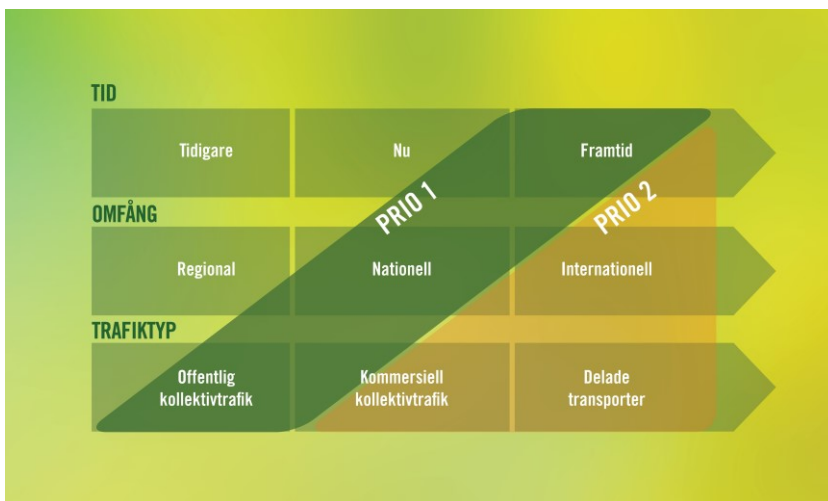 TID
Tidigare
Nu
Framtid
PRIO 1
PRIO 2
OMFÅNG
Regional
Nationell
Internationell
TRAFIKTYP
Offentlig
kollektivtrafik
Kommersiell
kollektivtrafik
Delade
transporter